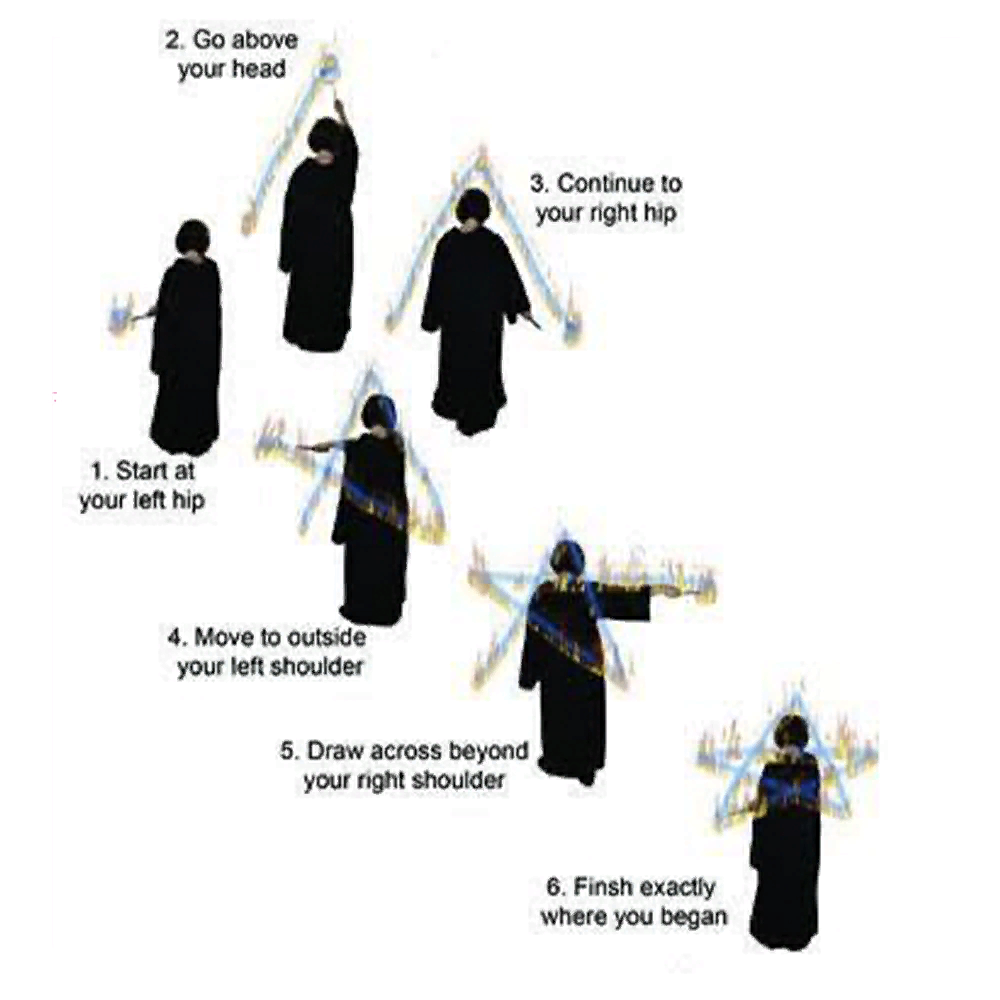 1. Start at
your left hip
2. Go above
your head
3. Continue to
your right hip
4. Move to outside
your left shoulder
5. Draw across beyond
your right shoulder
6. Finsh exactly
where you began